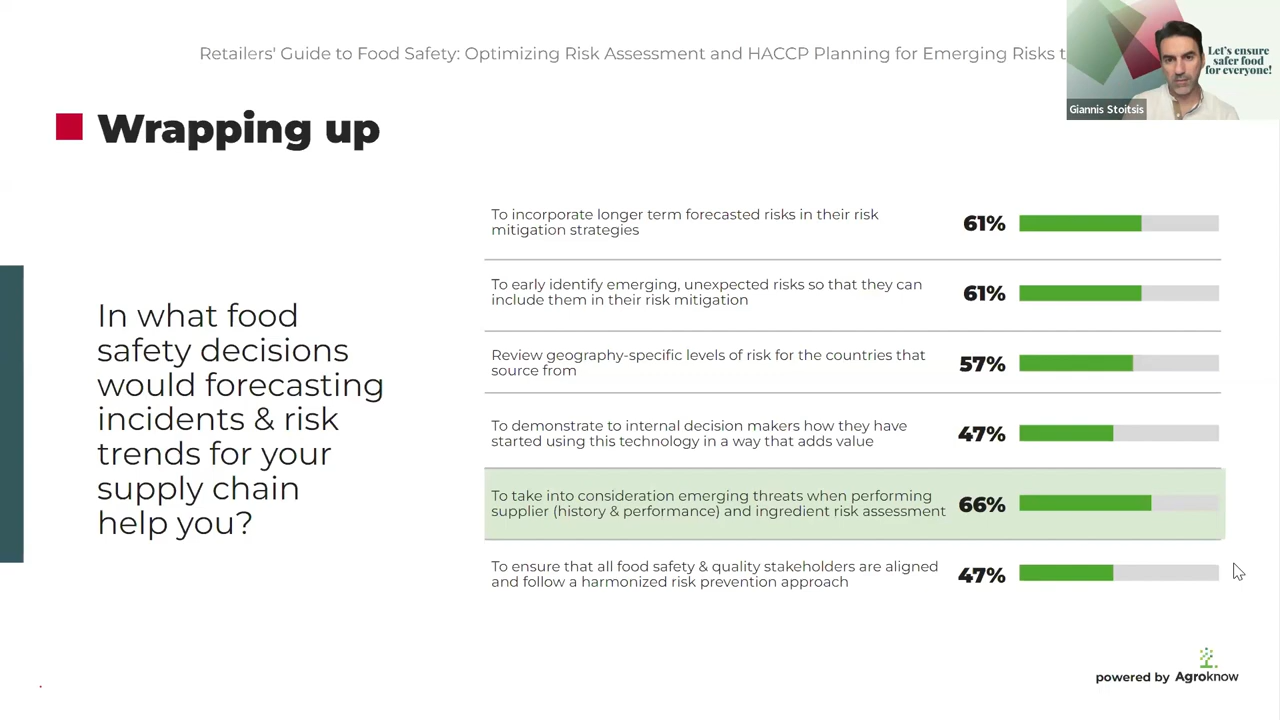 Retailers' Guide to Food Safety: Optimizing Risk Assessment and HACCP Planning for Emerging Risks
Let's ensure
safer food
for everyone!
Giannis Stoitsis
Wrapping up
In what food
safety decisions
would forecasting
incidents & risk
trends for your
supply chain
help you?
To incorporate longer term forecasted risks in their risk
mitigation strategies
61%
To early identify emerging, unexpected risks so that they can
include them in their risk mitigation
61%
Review geography-specific levels of risk for the countries that
source from
57%
To demonstrate to internal decision makers how they have
started using this technology in a way that adds value
47%
To take into consideration emerging threats when performing
supplier (history & performance) and ingredient risk assessment
66%
To ensure that all food safety & quality stakeholders are aligned
and follow a harmonized risk prevention approach
47%
powered by Agroknow